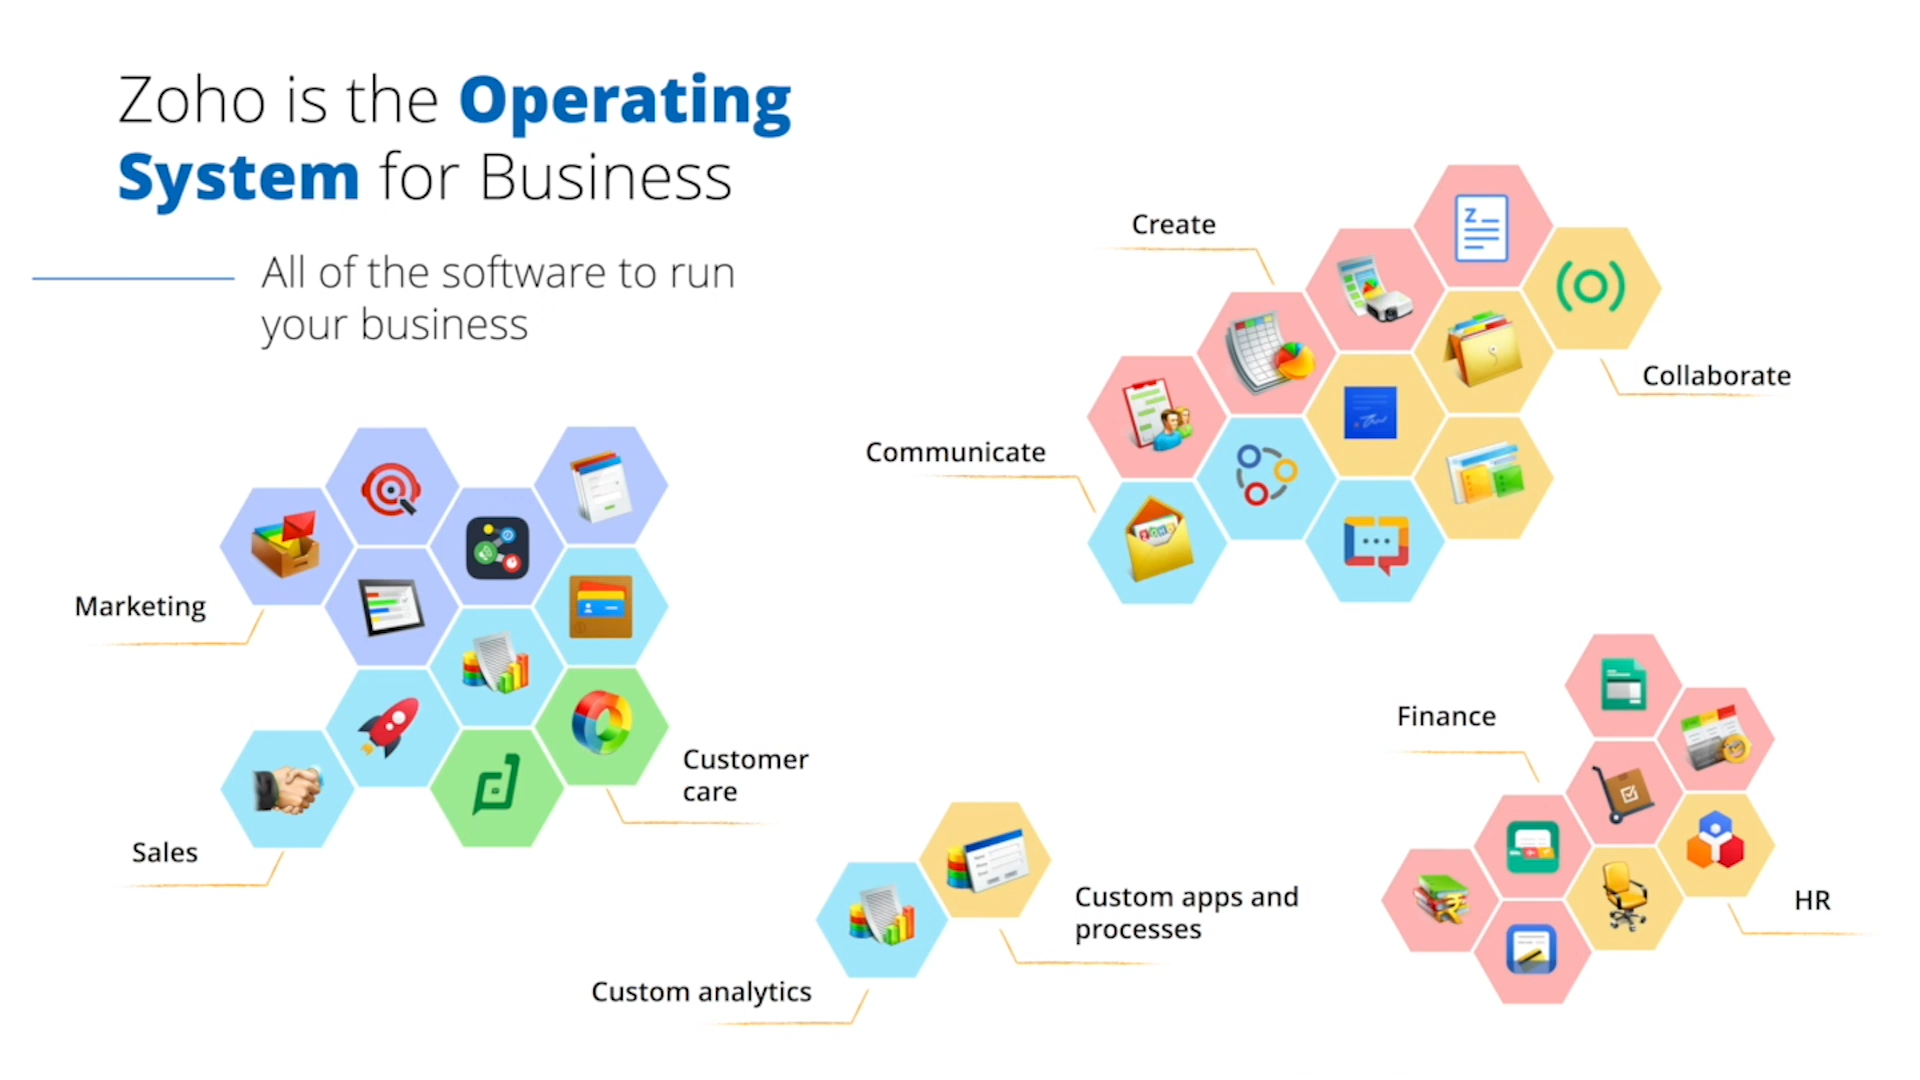 Zoho is the Operating
System for Business
All of the software to run
your business
Create
Z
Collaborate
Communicate
ZOHO
Marketing
Customer
care
Sales
Finance
HR
Custom apps and
processes
Custom analytics